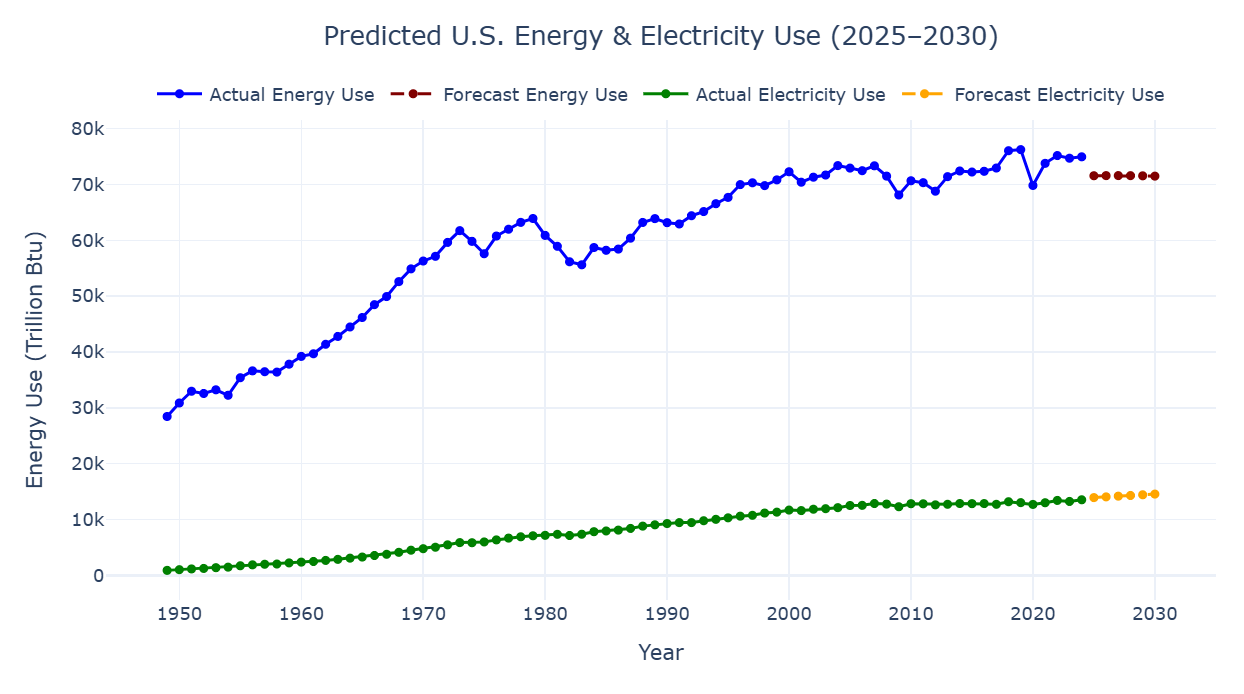 Predicted U.S. Energy & Electricity Use (2025–2030)
Actual Energy Use Forecast Energy Use Actual Electricity Use Forecast Electricity Use
Energy Use (Trillion Btu)
80k
70k
60k
50k
40k
30k
20k
10k
0
1950 1960 1970 1980 1990 2000 2010 2020 2030
Year